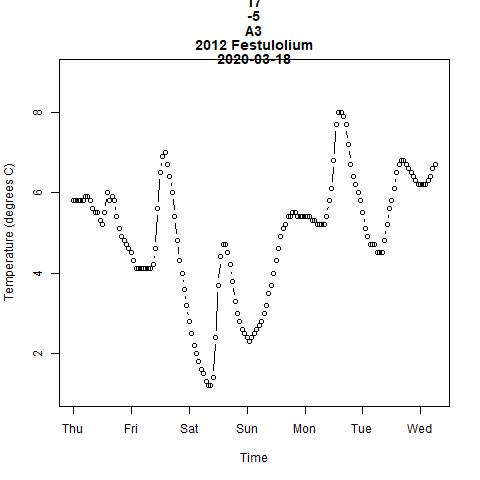 17
-5
A3
2012 Festulolium
2020-03-18
Temperature (degrees C)
8
6
4
2
Thu Fri Sat Sun Mon Tue Wed
Time